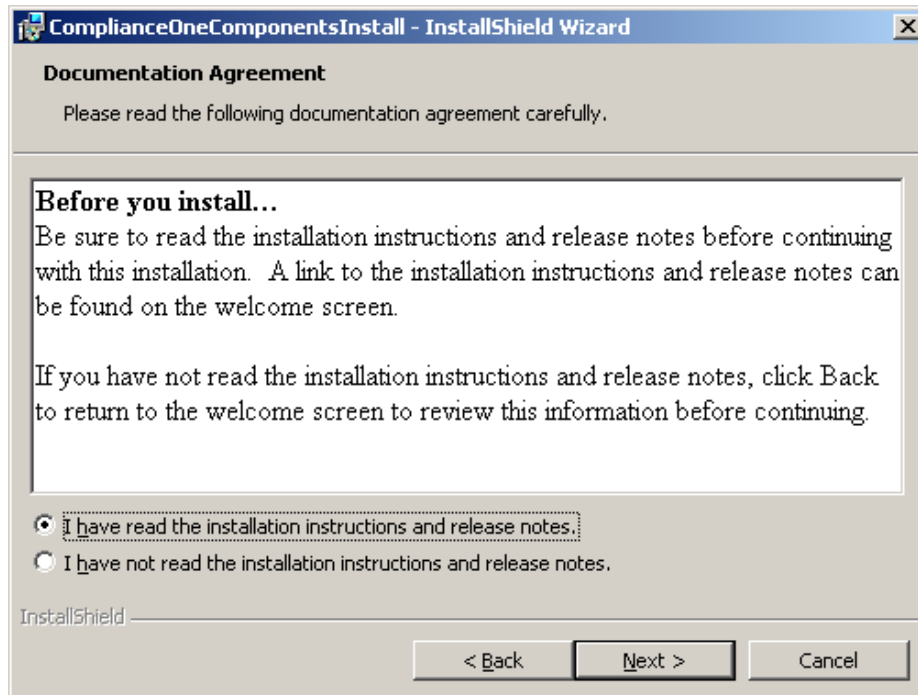 ComplianceOneComponentsInstall - InstallShield Wizard
Documentation Agreement
Please read the following documentation agreement carefully.
Before you install...
Be sure to read the installation instructions and release notes before continuing
with this installation.  A link to the installation instructions and release notes can
be found on the welcome screen.
If you have not read the installation instructions and release notes, click Back
to return to the welcome screen to review this information before continuing.
I have read the installation instructions and release notes.
I have not read the installation instructions and release notes.
InstallShield
< Back
Next >
Cancel